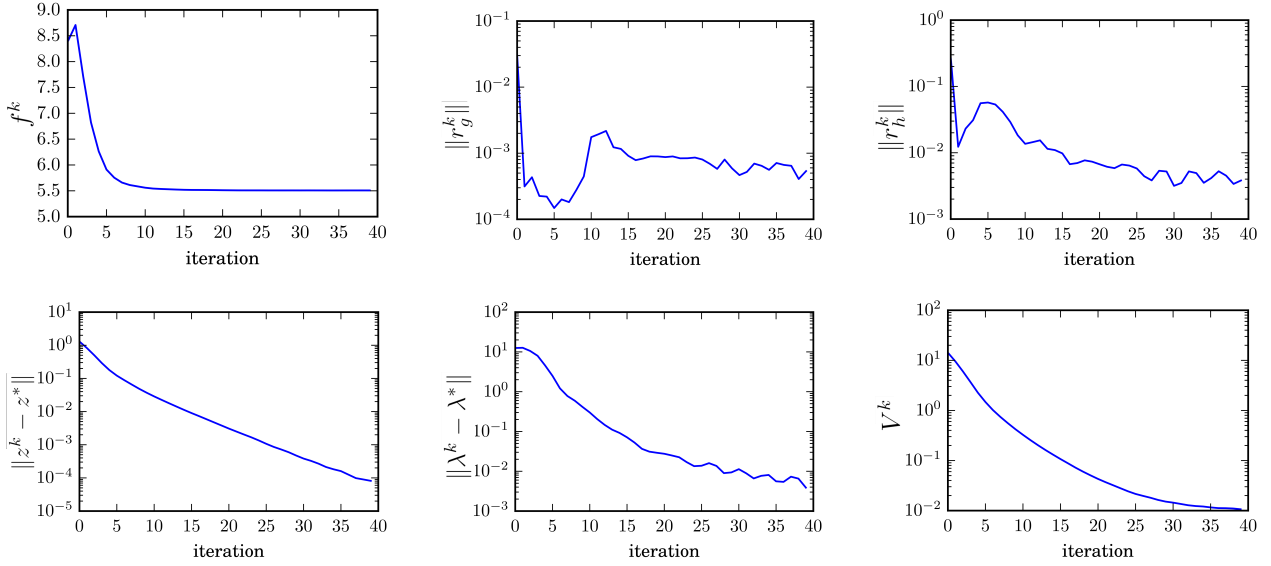 9.0
8.5
8.0
7.5
7.0
6.5
6.0
5.5
5.0
f^k
0 5 10 15 20 25 30 35 40
iteration
10^{-1}
10^{-2}
10^{-3}
10^{-4}
||r_g^k||
0 5 10 15 20 25 30 35 40
iteration
10^0
10^{-1}
10^{-2}
10^{-3}
||r_h^k||
0 5 10 15 20 25 30 35 40
iteration
10^1
10^0
10^{-1}
10^{-2}
10^{-3}
10^{-4}
10^{-5}
||z^k − z^*||
0 5 10 15 20 25 30 35 40
iteration
10^2
10^1
10^0
10^{-1}
10^{-2}
10^{-3}
||λ^k − λ^*||
0 5 10 15 20 25 30 35 40
iteration
10^2
10^1
10^0
10^{-1}
10^{-2}
V^k
0 5 10 15 20 25 30 35 40
iteration